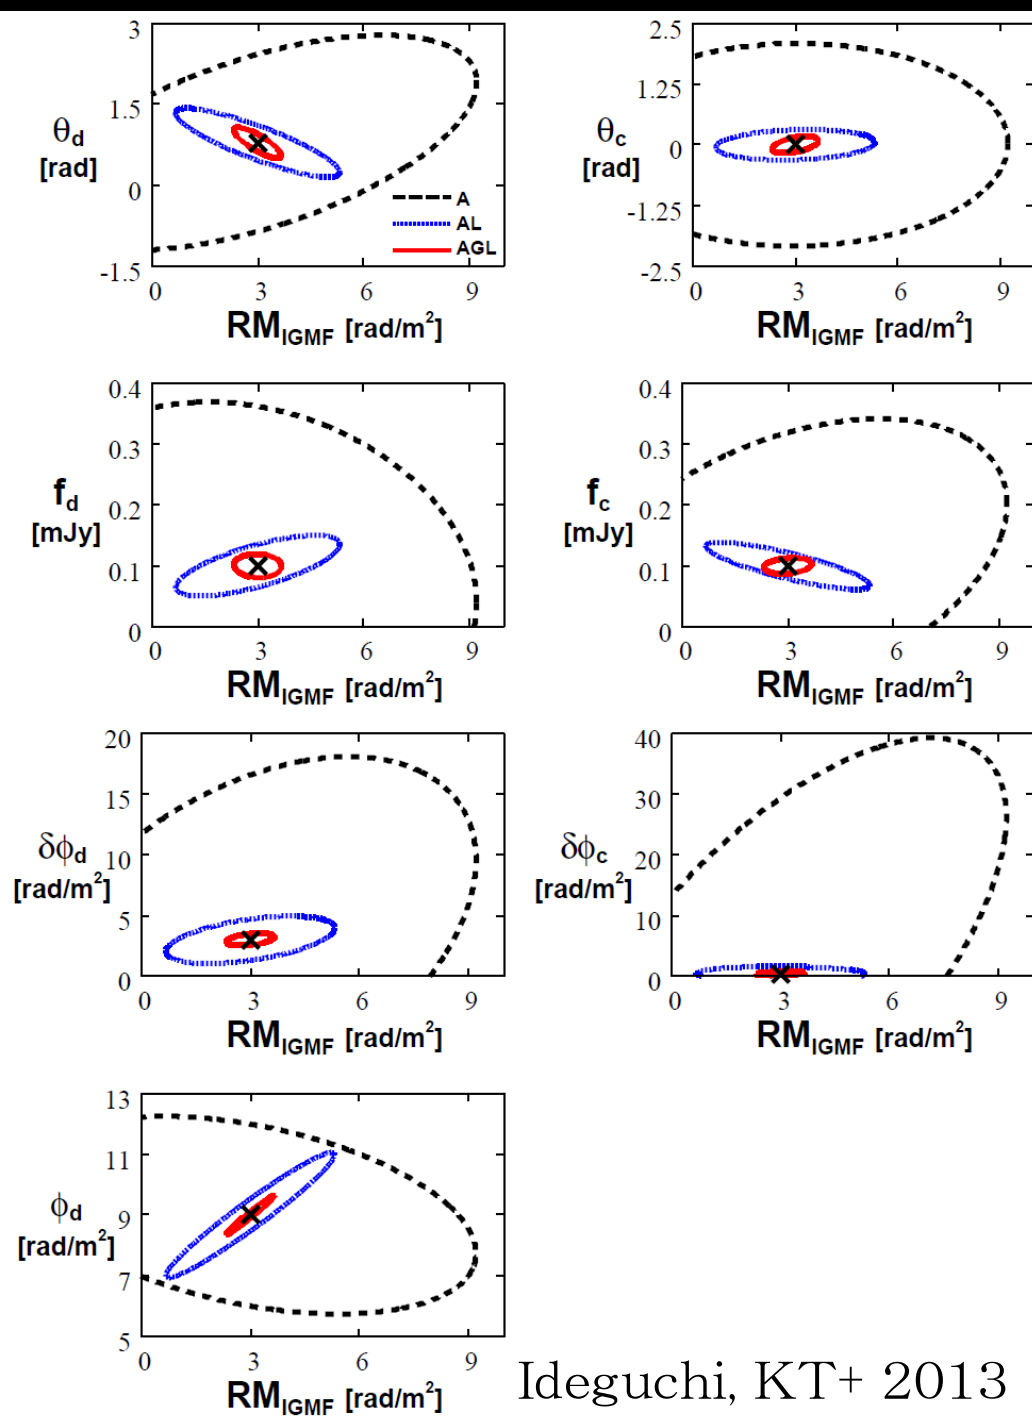 3
1.5
0
-1.5
θd
[rad]
A
AL
AGL
0 3 6 9
RMIGMF [rad/m²]
2.5
1.25
0
-1.25
-2.5
θc
[rad]
0 3 6 9
RMIGMF [rad/m²]
0.4
0.3
0.2
0.1
0
fd
[mJy]
0 3 6 9
RMIGMF [rad/m²]
0.4
0.3
0.2
0.1
0
fc
[mJy]
0 3 6 9
RMIGMF [rad/m²]
20
15
10
5
0
δϕd
[rad/m²]
0 3 6 9
RMIGMF [rad/m²]
40
30
20
10
0
δϕc
[rad/m²]
0 3 6 9
RMIGMF [rad/m²]
13
11
9
7
5
ϕd
[rad/m²]
0 3 6 9
RMIGMF [rad/m²]
Ideguchi, KT+ 2013